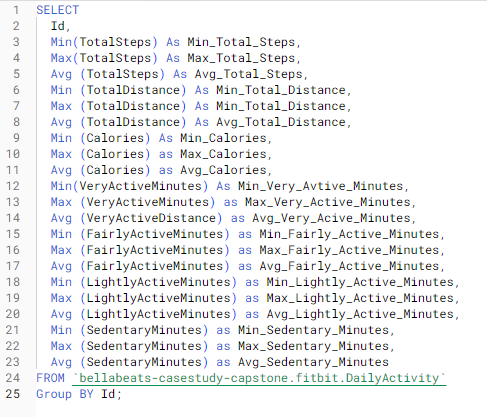 1 SELECT
2 Id,
3 Min(TotalSteps) As Min_Total_Steps,
4 Max(TotalSteps) As Max_Total_Steps,
5 Avg (TotalSteps) As Avg_Total_Steps,
6 Min (TotalDistance) As Min_Total_Distance,
7 Max (TotalDistance) As Max_Total_Distance,
8 Avg (TotalDistance) As Avg_Total_Distance,
9 Min (Calories) As Min_Calories,
10 Max (Calories) as Max_Calories,
11 Avg (Calories) as Avg_Calories,
12 Min(VeryActiveMinutes) As Min_Very_Avtive_Minutes,
13 Max (VeryActiveMinutes) as Max_Very_Active_Minutes,
14 Avg (VeryActiveDistance) as Avg_Very_Acive_Minutes,
15 Min (FairlyActiveMinutes) as Min_Fairly_Active_Minutes,
16 Max (FairlyActiveMinutes) as Max_Fairly_Active_Minutes,
17 Avg (FairlyActiveMinutes) as Avg_Fairly_Active_Minutes,
18 Min (LightlyActiveMinutes) as Min_Lightly_Active_Minutes,
19 Max (LightlyActiveMinutes) as Max_Lightly_Active_Minutes,
20 Avg (LightlyActiveMinutes) as Avg_Lightly_Active_Minutes,
21 Min (SedentaryMinutes) as Min_Sedentary_Minutes,
22 Max (SedentaryMinutes) as Max_Sedentary_Minutes,
23 Avg (SedentaryMinutes) as Avg_Sedentary_Minutes
24 FROM `bellabeats-casestudy-capstone.fitbit.DailyActivity`
25 Group BY Id;